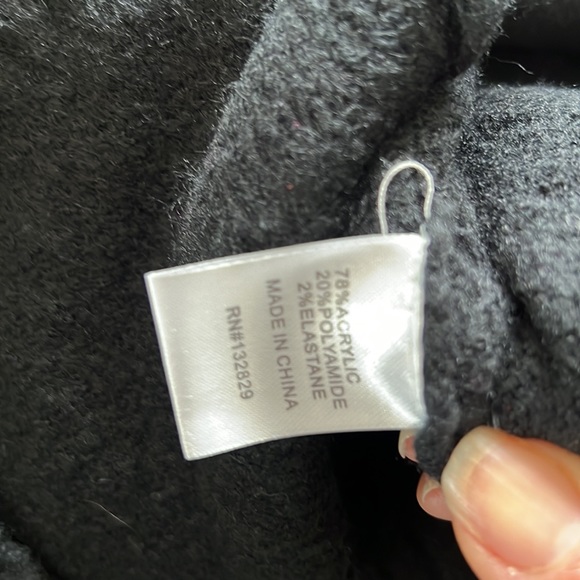 78%ACRYLIC
20%POLYAMIDE
2%ELASTANE
MADE IN CHINA
RN#132829